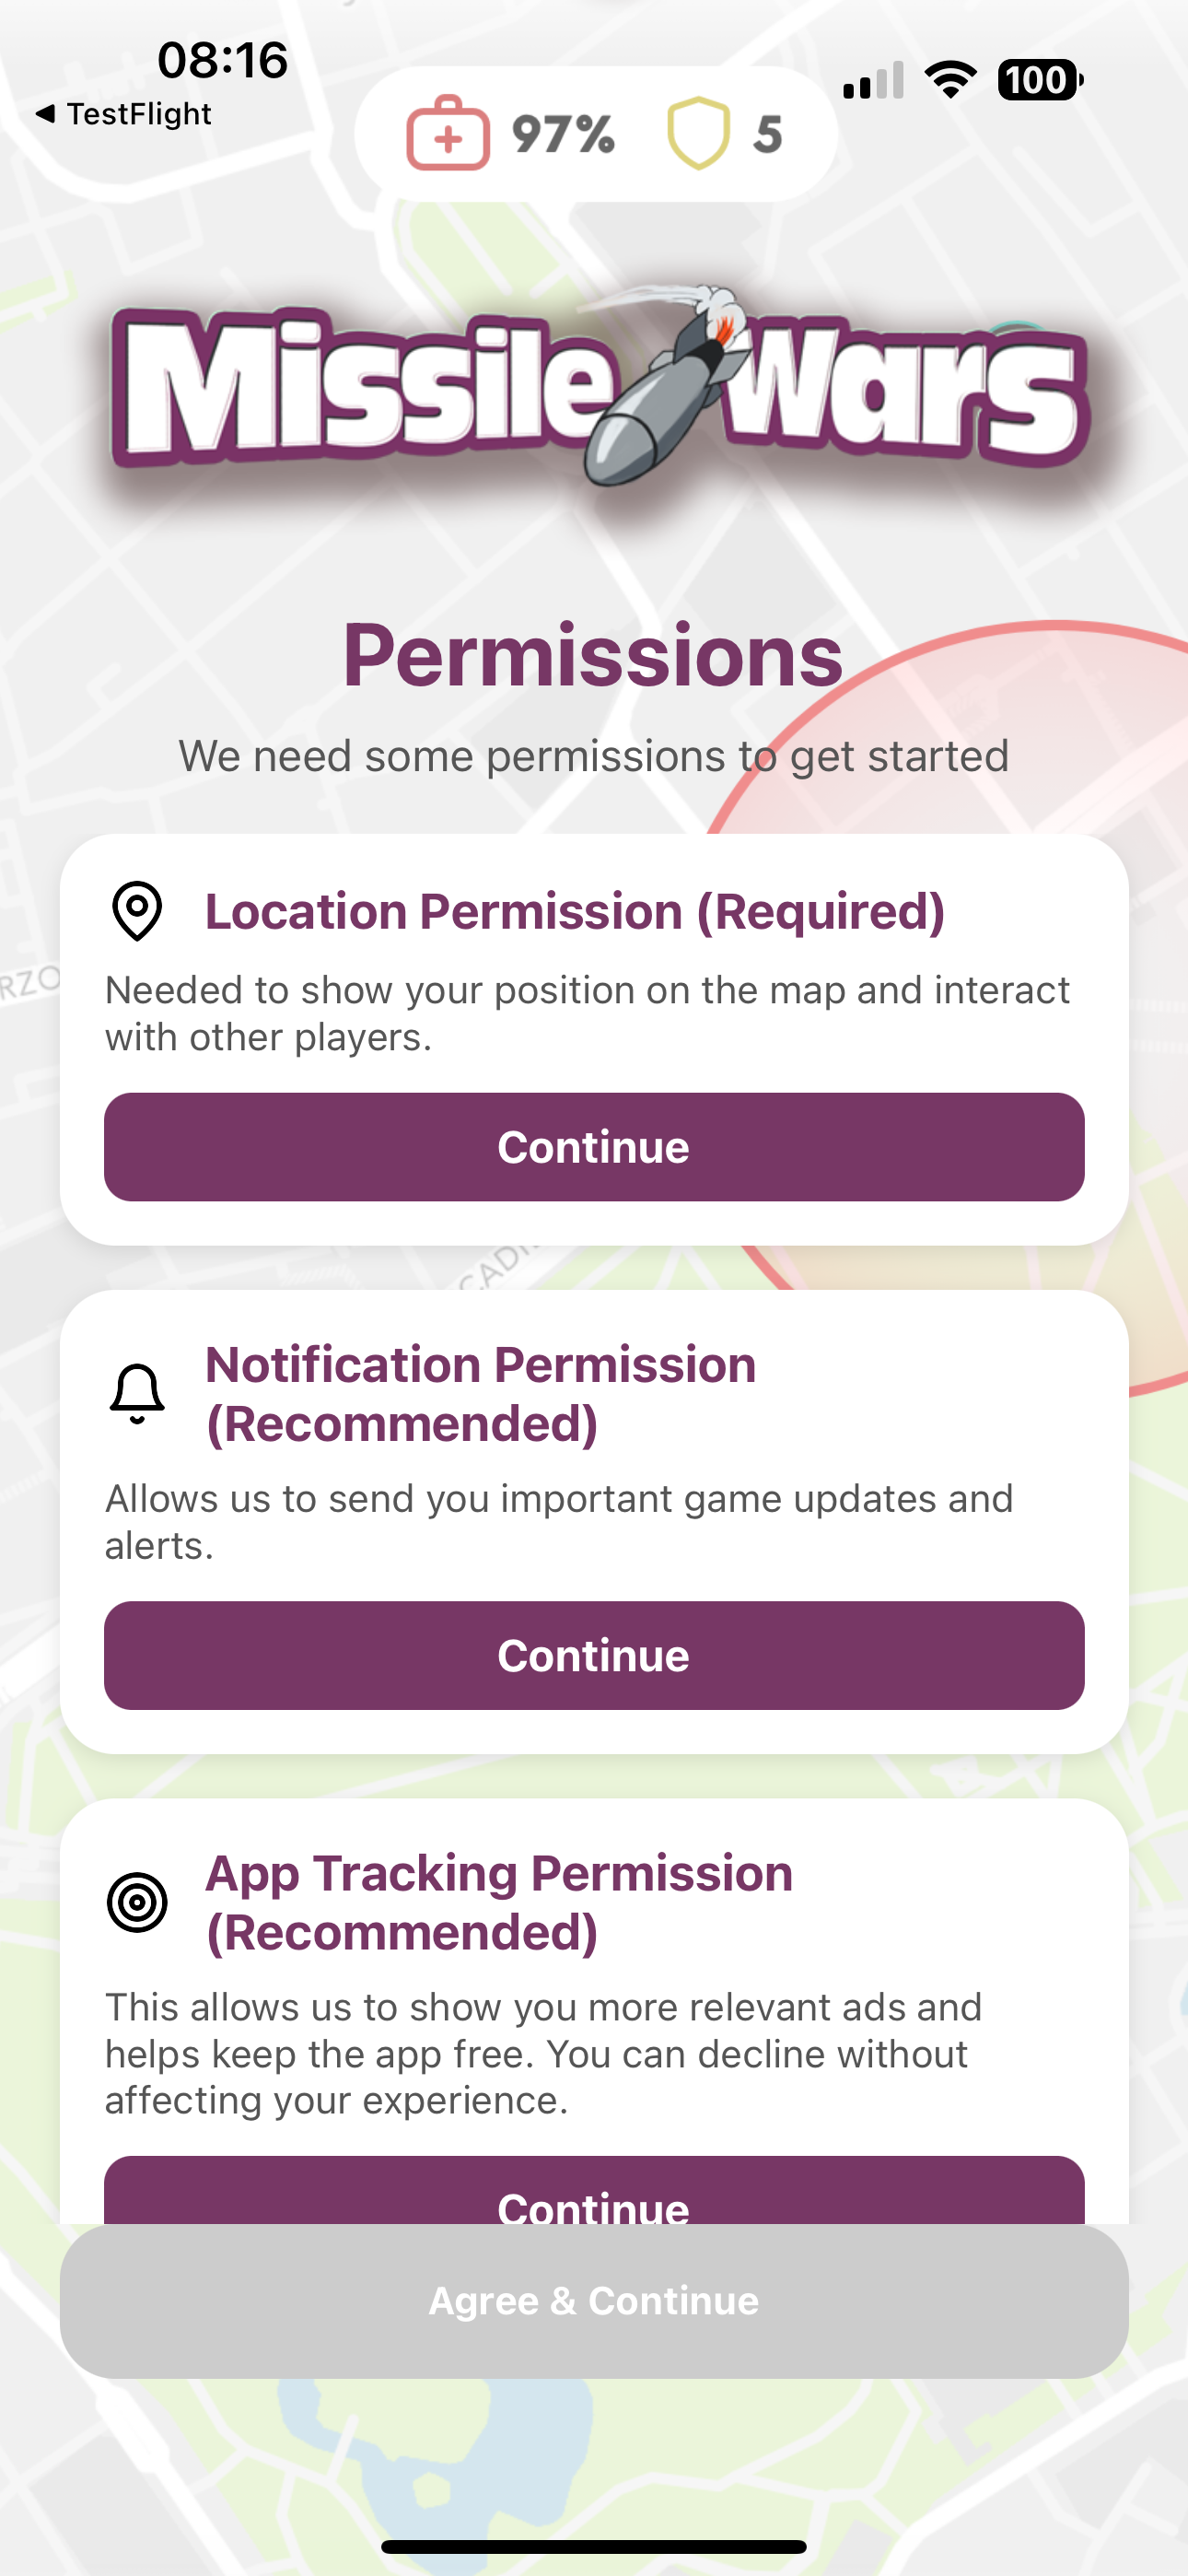 08:16
100
◀ TestFlight
97% 5
Missile Wars
Permissions
We need some permissions to get started
Location Permission (Required)
Needed to show your position on the map and interact
with other players.
Continue
Notification Permission
(Recommended)
Allows us to send you important game updates and
alerts.
Continue
App Tracking Permission
(Recommended)
This allows us to show you more relevant ads and
helps keep the app free. You can decline without
affecting your experience.
Continue
Agree & Continue